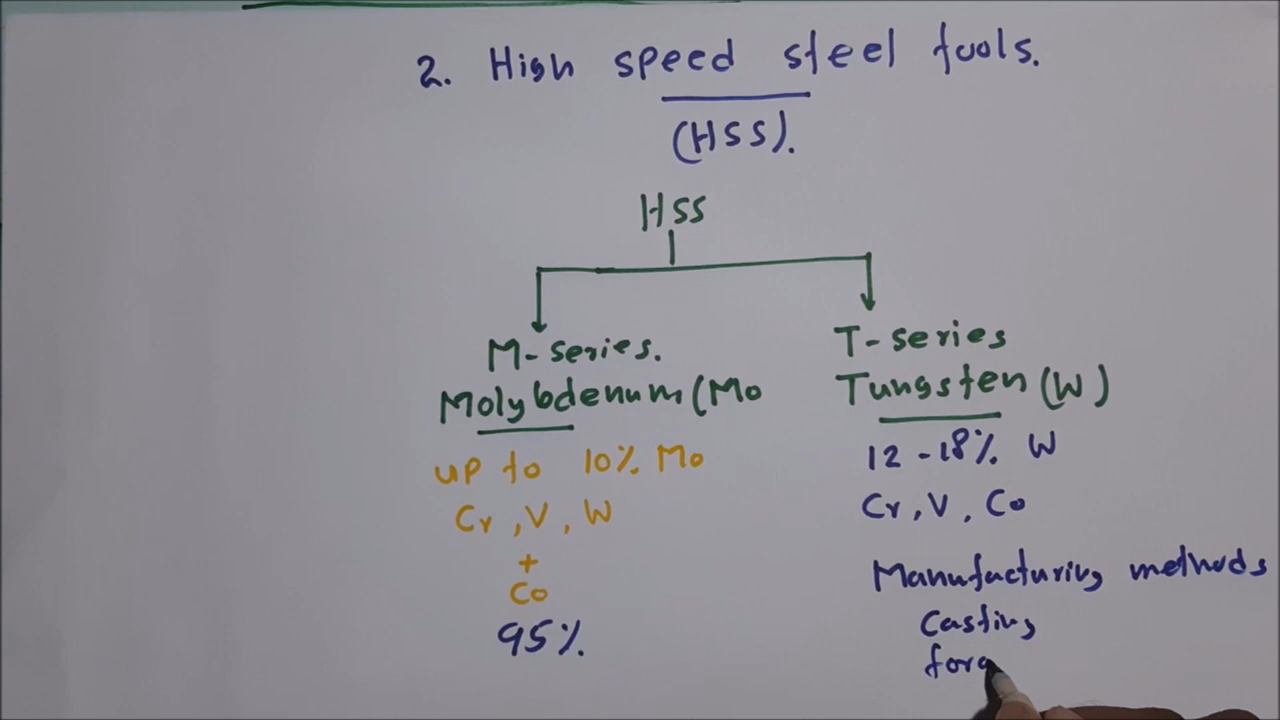 2. High speed steel tools.
(HSS).
HSS
M-series.
Molybdenum (Mo
up to 10% Mo
Cr, V, W
+
Co
95%
T-series
Tungsten (W)
12-18% W
Cr, V, Co
Manufacturing methods
Casting
forg